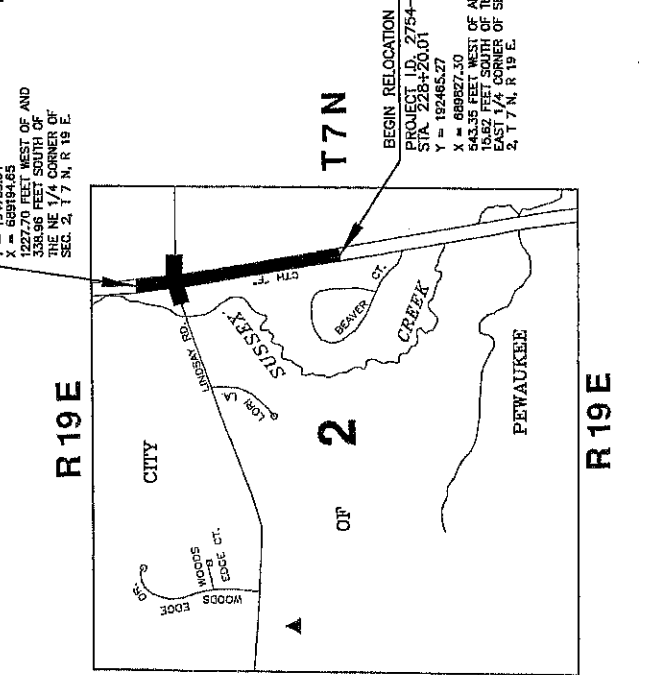 X = 689194.65
1227.70 FEET WEST OF AND
338.96 FEET SOUTH OF
THE NE 1/4 CORNER OF
SEC. 2, T 7 N, R 19 E.
R 19 E
T 7 N
BEGIN RELOCATION
PROJECT I.D. 2754-
STA. 228+20.01
Y = 192465.27
X = 689827.30
643.35 FEET WEST OF
15.62 FEET SOUTH OF
EAST 1/4 CORNER OF
2, T 7 N, R 19 E.
CITY
OF
PEWAUKEE
2
LINDSAY RD.
CTH "F"
SUSSEX
CREEK
BEAVER CT.
LORI LA.
WOODS
EDGE CT.
WOODS EDGE DR.
R 19 E